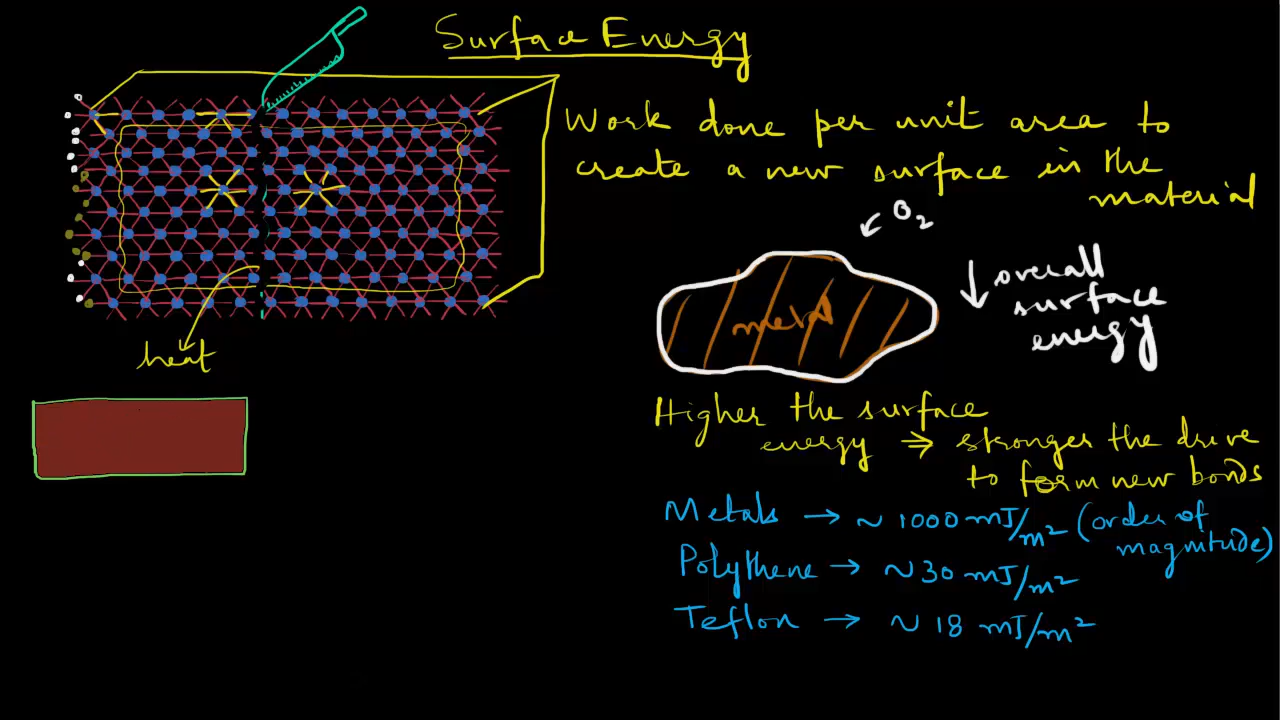 Surface Energy
Work done per unit area to
create a new surface in the
material
O2
metal
↓ overall
surface
energy
heat
Higher the surface
energy ⇒ stronger the drive
to form new bonds
Metals → ~ 1000 mJ/m² (order of
magnitude)
Polythene → ~30 mJ/m²
Teflon → ~ 18 mJ/m²